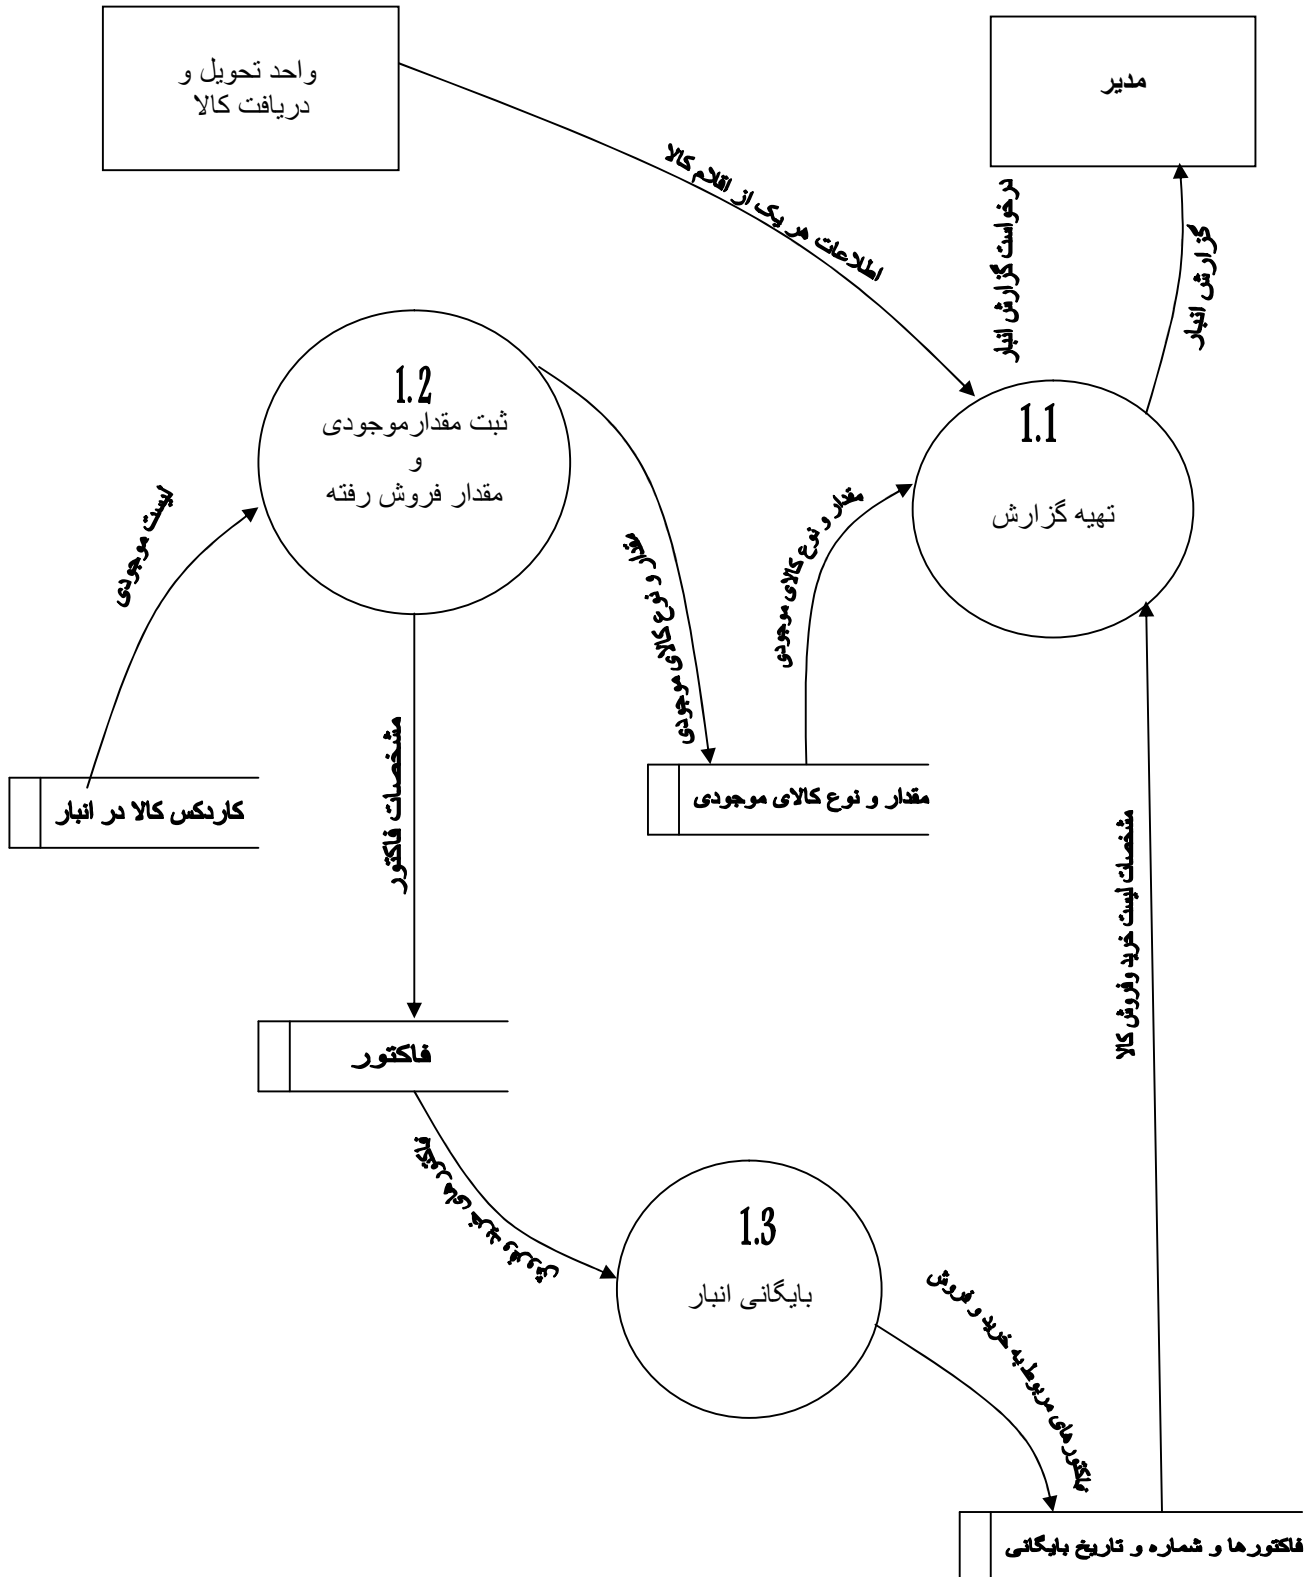 واحد تحویل و
دریافت کالا
مدیر
اطلاعات هر یک از اقلام کالا
درخواست گزارش انبار
گزارش انبار
1.2
ثبت مقدارموجودی
و
مقدار فروش رفته
1.1
تهیه گزارش
لیست موجودی
مقدار و نوع کالای موجودی
مقدار و نوع کالای موجودی
کاردکس کالا در انبار
مشخصات فاکتور
مقدار و نوع کالای موجودی
مشخصات لیست خرید وفروش کالا
فاکتور
فاکتورهای خرید وفروش
1.3
بایگانی انبار
فاکتورهای مربوط به خرید و فروش
فاکتورها و شماره و تاریخ بایگانی